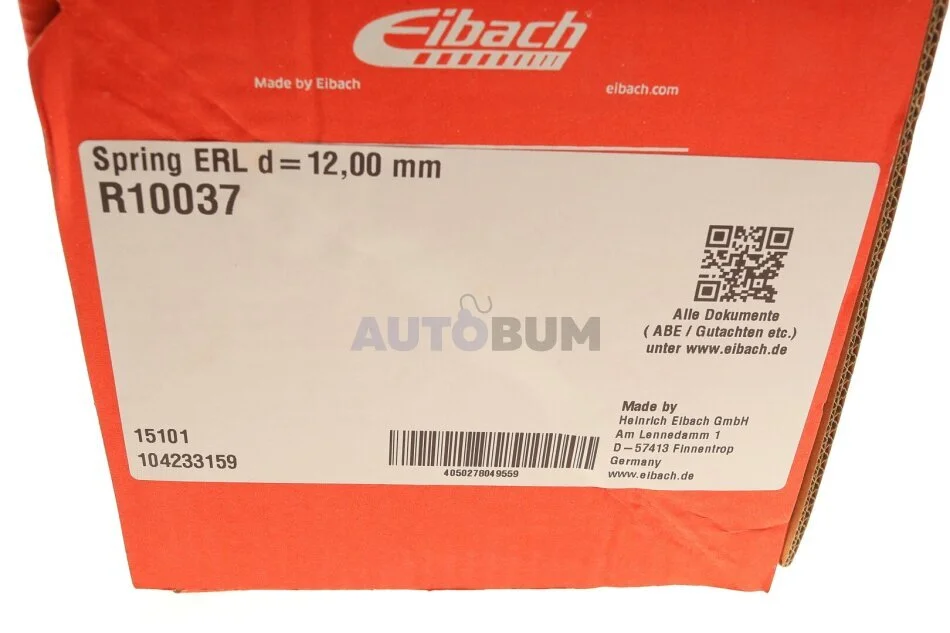 Eibach
Made by Eibach
eibach.com
Spring ERL d=12,00 mm
R10037
Alle Dokumente
( ABE / Gutachten etc.)
unter www.eibach.de
AUTOBUM
Made by
Heinrich Eibach GmbH
Am Lennedamm 1
D–57413 Finnentrop
Germany
www.eibach.de
15101
104233159
4050278049559